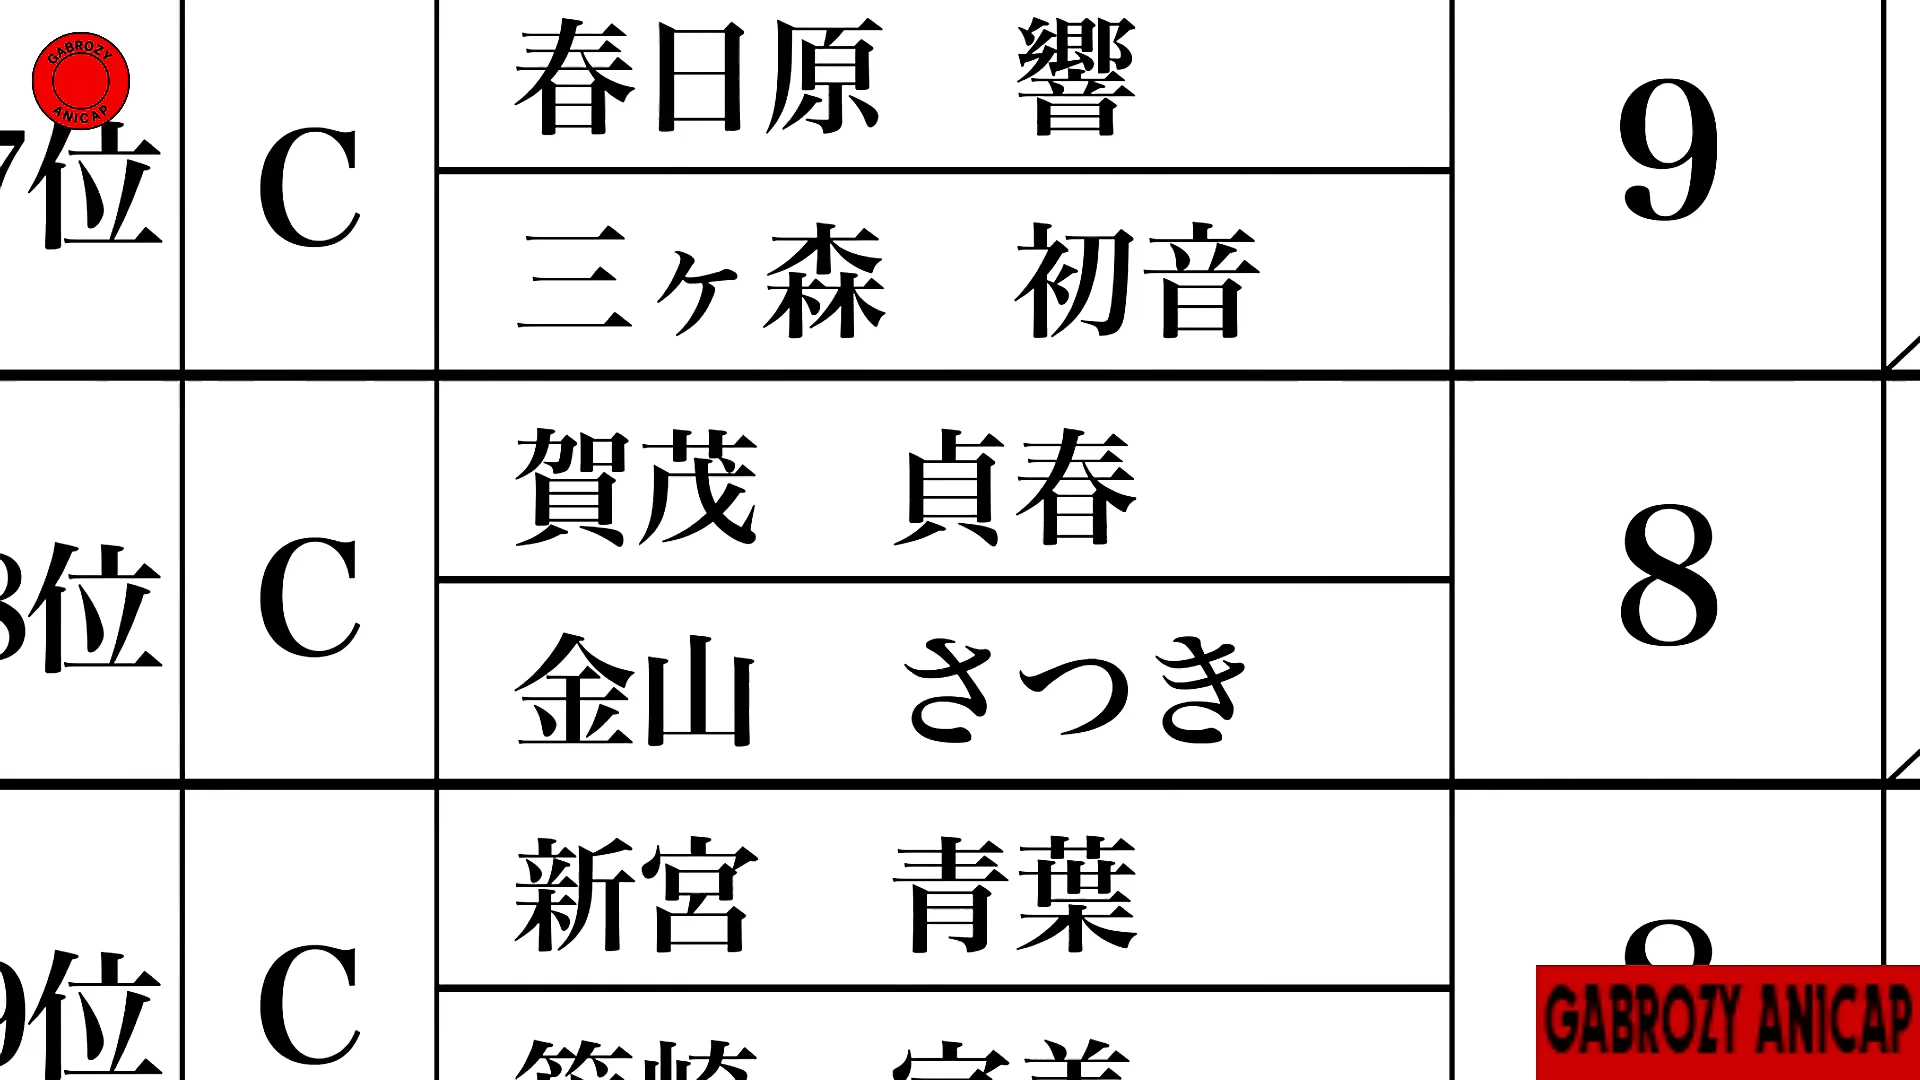 GABROZY
ANICAP
7位 C 春日原 響 9
三ヶ森 初音
8位 C 賀茂 貞春 8
金山 さつき
9位 C 新宮 青葉
GABROZY ANICAP